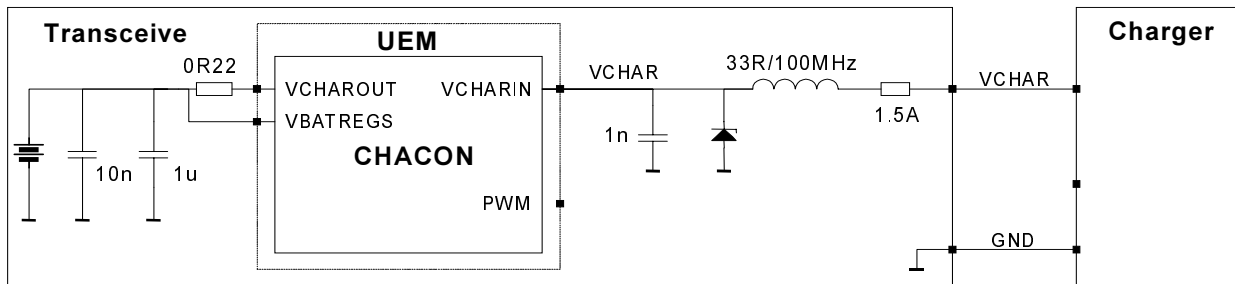 Transceive
UEM
Charger
0R22
VCHAROUT
VCHARIN
VCHAR
33R/100MHz
VCHAR
VBATREGS
1.5A
CHACON
1n
10n
1u
PWM
GND